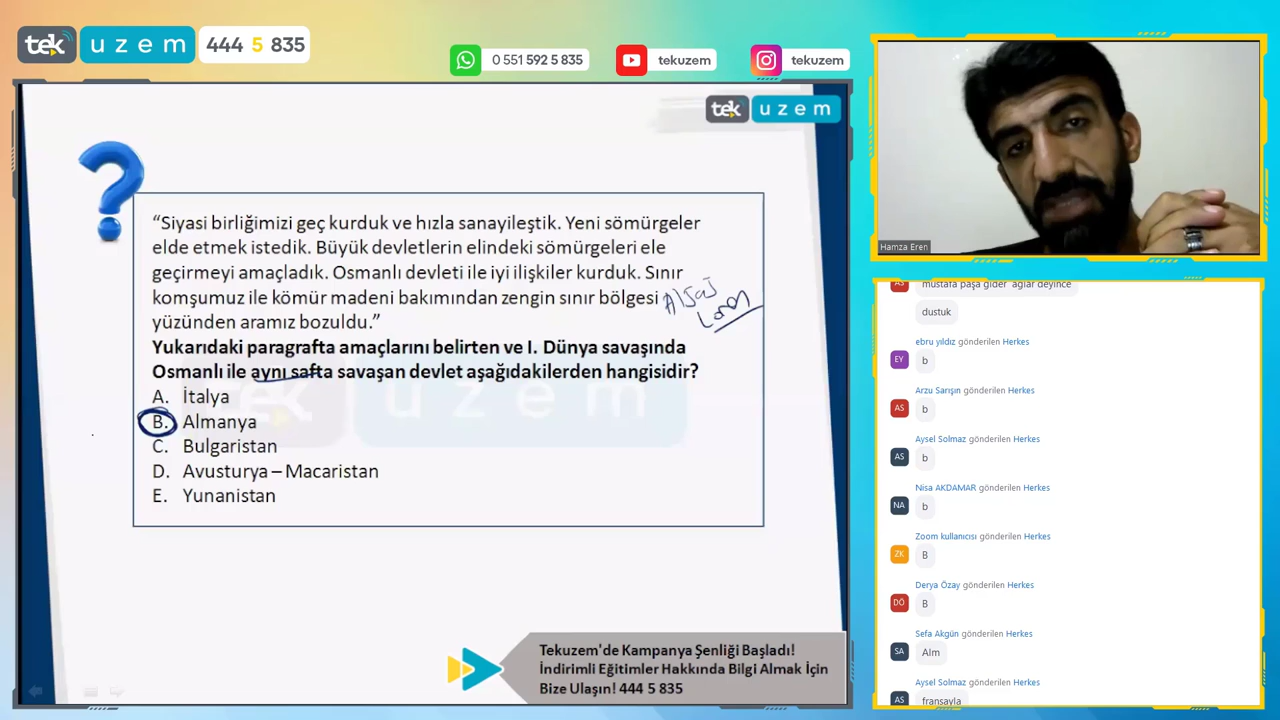 tek uzem 444 5 835
0 551 592 5 835
tekuzem
tekuzem
tek uzem
“Siyasi birliğimizi geç kurduk ve hızla sanayileştik. Yeni sömürgeler
elde etmek istedik. Büyük devletlerin elindeki sömürgeleri ele
geçirmeyi amaçladık. Osmanlı devleti ile iyi ilişkiler kurduk. Sınır
komşumuz ile kömür madeni bakımından zengin sınır bölgesi
yüzünden aramız bozuldu.”
Alsas
Loren
Yukarıdaki paragrafta amaçlarını belirten ve I. Dünya savaşında
Osmanlı ile aynı safta savaşan devlet aşağıdakilerden hangisidir?
A. İtalya
B. Almanya
C. Bulgaristan
D. Avusturya – Macaristan
E. Yunanistan
tek uzem
Tekuzem'de Kampanya Şenliği Başladı!
İndirimli Eğitimler Hakkında Bilgi Almak İçin
Bize Ulaşın! 444 5 835
Hamza Eren
AS
mustafa paşa gider ağlar deyince
dustuk
ebru yıldız gönderilen Herkes
EY
b
Arzu Sarışın gönderilen Herkes
AS
b
Aysel Solmaz gönderilen Herkes
AS
b
Nisa AKDAMAR gönderilen Herkes
NA
b
Zoom kullanıcısı gönderilen Herkes
ZK
B
Derya Özay gönderilen Herkes
DÖ
B
Sefa Akgün gönderilen Herkes
SA
Alm
Aysel Solmaz gönderilen Herkes
AS
fransayla